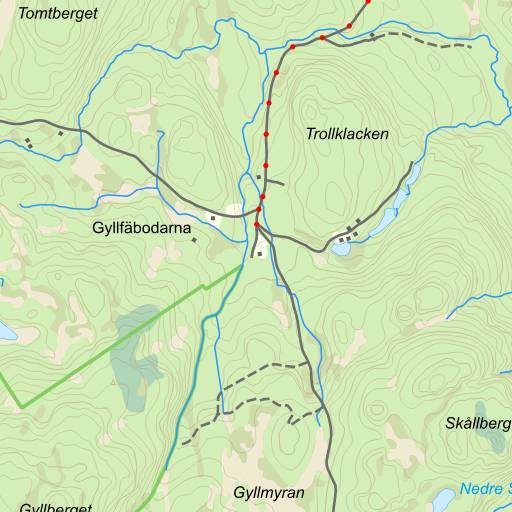 Tomtberget
Trollklacken
Gyllfäbodarna
Skållberg
Nedre S
Gyllmyran
Gyllberget